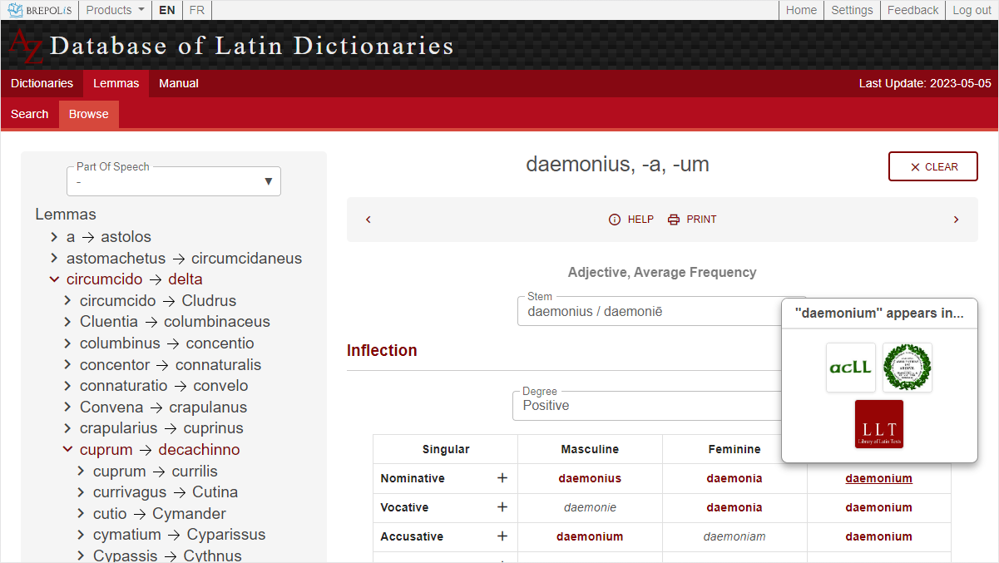 BREPOLiS Products EN FR Home Settings Feedback Log out
AZ Database of Latin Dictionaries
Dictionaries Lemmas Manual Last Update: 2023-05-05
Search Browse
Part Of Speech
-
Lemmas
a → astolos
astomachetus → circumcidaneus
circumcido → delta
circumcido → Cludrus
Cluentia → columbinaceus
columbinus → concentio
concentor → connaturalis
connaturatio → convelo
Convena → crapulanus
crapularius → cuprinus
cuprum → decachinno
cuprum → currilis
currivagus → Cutina
cutio → Cymander
cymatium → Cyparissus
Cypassis → Cythnus
daemonius, -a, -um
CLEAR
HELP PRINT
Adjective, Average Frequency
Stem
daemonius / daemoniē
Inflection
Degree
Positive
"daemonium" appears in...
acLL
LLT
Library of Latin Texts
Singular Masculine Feminine
Nominative + daemonius daemonia daemonium
Vocative + daemonie daemonia daemonium
Accusative + daemonium daemoniam daemonium